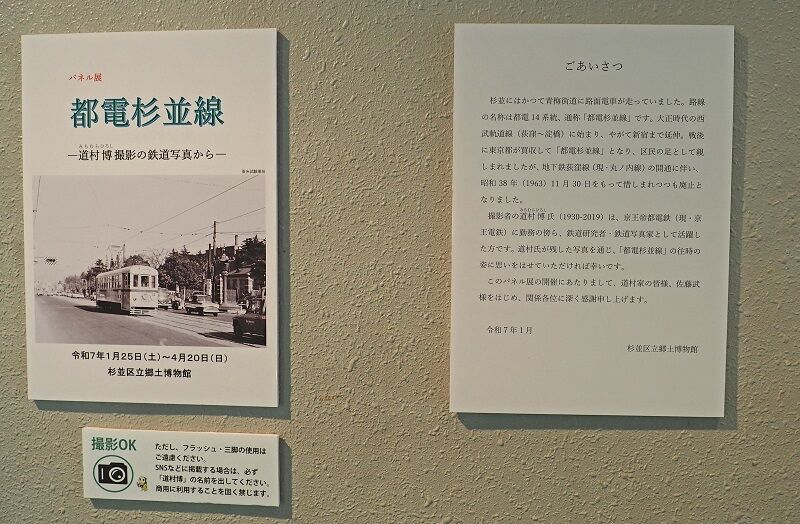 パネル展
都電杉並線
みちむらひろし
―道村 博 撮影の鉄道写真から―
令和7年1月25日(土)～4月20日(日)
杉並区立郷土博物館
撮影OK
ただし、フラッシュ・三脚の使用は
ご遠慮ください。
SNSなどに掲載する場合は、必ず
「道村博」の名前を出してください。
商用に利用することを固く禁じます。
ごあいさつ
杉並にはかつて青梅街道に路面電車が走っていました。路線
の名称は都電14系統、通称「都電杉並線」です。大正時代の西
武軌道線（荻窪～淀橋）に始まり、やがて新宿まで延伸。戦後
に東京都が買収して「都電杉並線」となり、区民の足として親
しまれましたが、地下鉄荻窪線（現・丸ノ内線）の開通に伴い、
昭和38年（1963）11月30日をもって惜しまれつつも廃止と
なりました。
みちむらひろし
撮影者の道村博氏（1930-2019）は、京王帝都電鉄（現・京
王電鉄）に勤務の傍ら、鉄道研究者・鉄道写真家として活躍し
た方です。道村氏が残した写真を通じ、「都電杉並線」の往時の
姿に思いをはせていただければ幸いです。
このパネル展の開催にあたりまして、道村家の皆様、佐藤武
様をはじめ、関係各位に深く感謝申し上げます。
令和7年1月
杉並区立郷土博物館